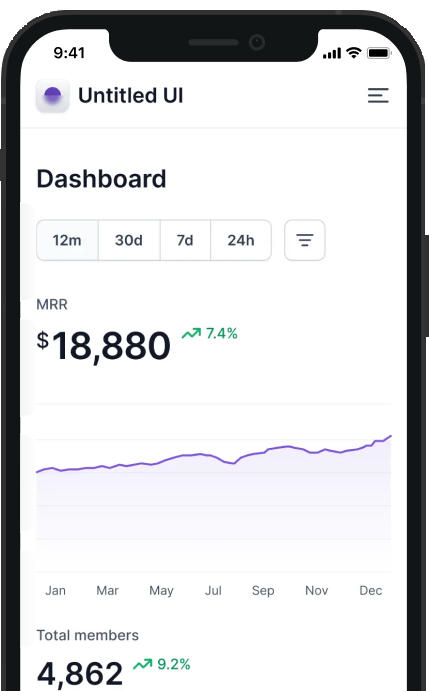 9:41
Untitled UI
Dashboard
12m 30d 7d 24h
MRR
$18,880 7.4%
Jan Mar May Jul Sep Nov Dec
Total members
4,862 9.2%